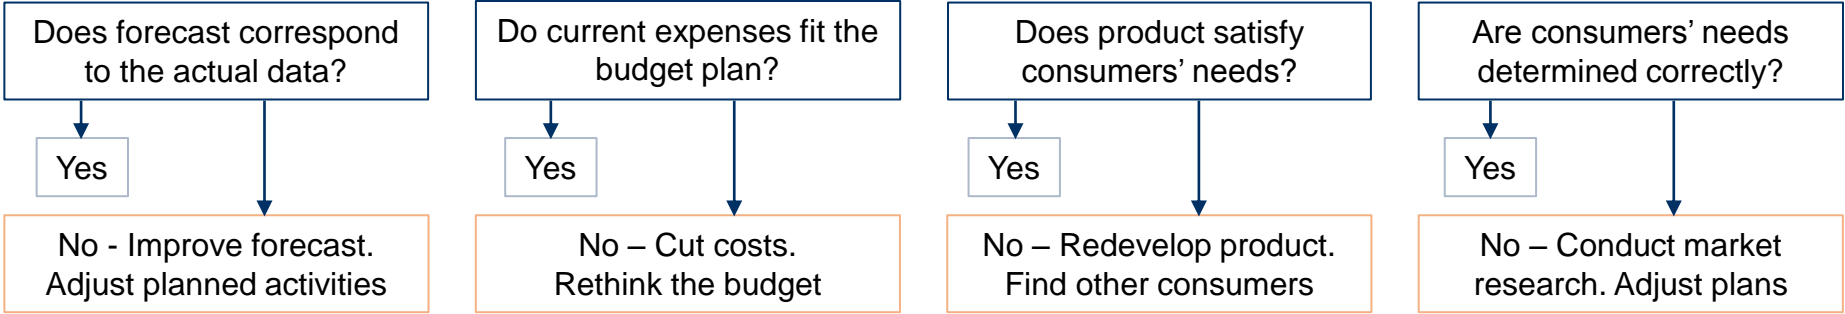 Does forecast correspond
to the actual data?
Yes
No - Improve forecast.
Adjust planned activities
Do current expenses fit the
budget plan?
Yes
No – Cut costs.
Rethink the budget
Does product satisfy
consumers’ needs?
Yes
No – Redevelop product.
Find other consumers
Are consumers’ needs
determined correctly?
Yes
No – Conduct market
research. Adjust plans